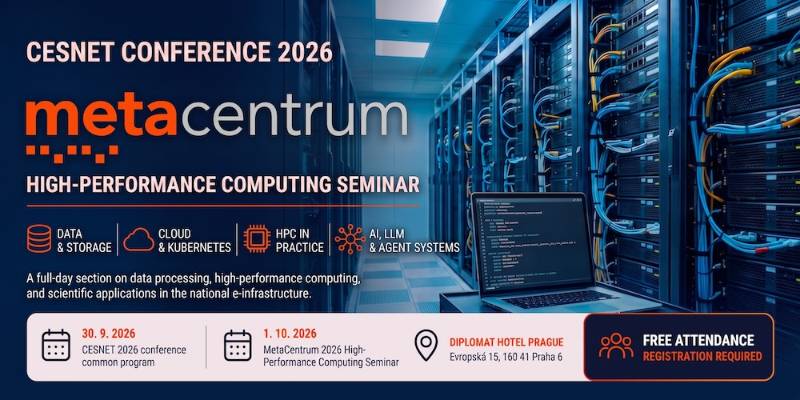 CESNET CONFERENCE 2026
metacentrum
HIGH-PERFORMANCE COMPUTING SEMINAR
DATA
& STORAGE
CLOUD
& KUBERNETES
HPC IN
PRACTICE
AI, LLM
& AGENT SYSTEMS
A full-day section on data processing, high-performance computing,
and scientific applications in the national e-infrastructure.
30. 9. 2026
CESNET 2026 conference
common program
1. 10. 2026
MetaCentrum 2026 High-
Performance Computing Seminar
DIPLOMAT HOTEL PRAGUE
Evropská 15, 160 41 Praha 6
FREE ATTENDANCE
REGISTRATION REQUIRED